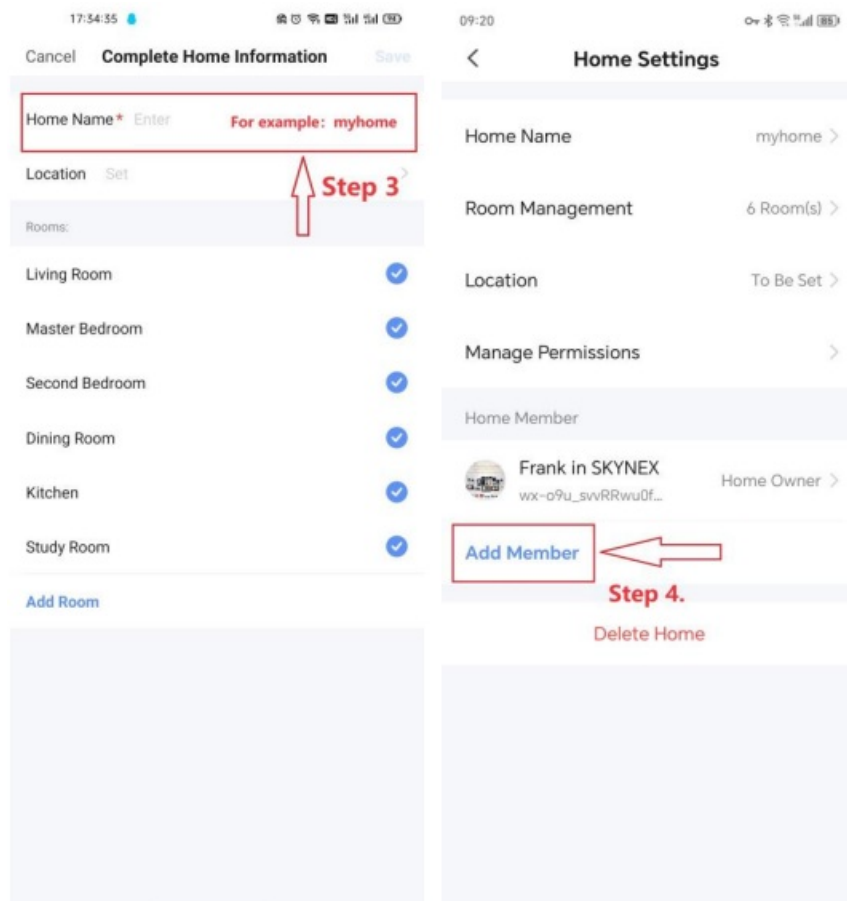 17:34:35
Cancel Complete Home Information Save
Home Name* Enter For example: myhome
Location Set
Step 3
Rooms:
Living Room
Master Bedroom
Second Bedroom
Dining Room
Kitchen
Study Room
Add Room
09:20
85
Home Settings
Home Name myhome
Room Management 6 Room(s)
Location To Be Set
Manage Permissions
Home Member
Frank in SKYNEX
wx-o9u_svvRRwu0f...
Home Owner
Add Member
Step 4.
Delete Home